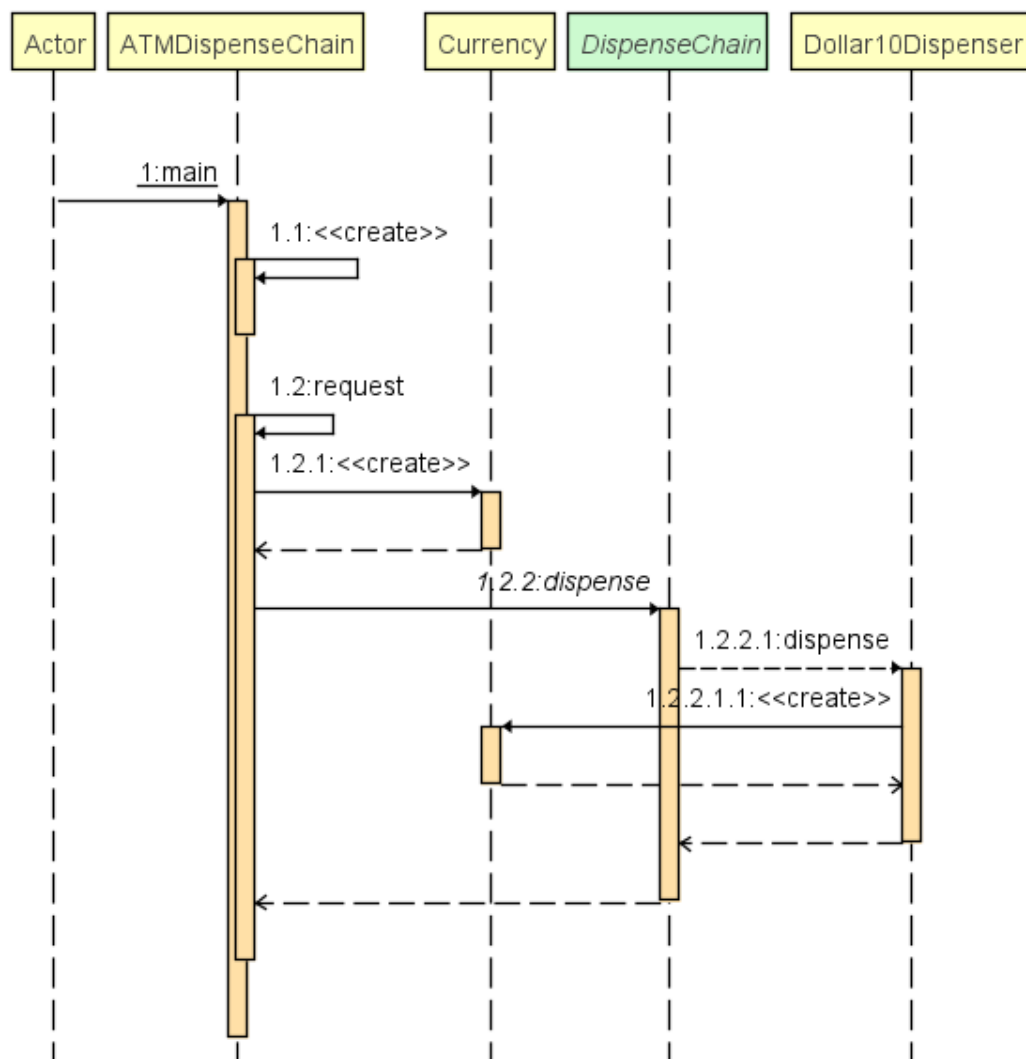 Actor
ATMDispenseChain
Currency
DispenseChain
Dollar10Dispenser
1:main
1.1:<<create>>
1.2:request
1.2.1:<<create>>
1.2.2:dispense
1.2.2.1:dispense
1.2.2.1.1:<<create>>